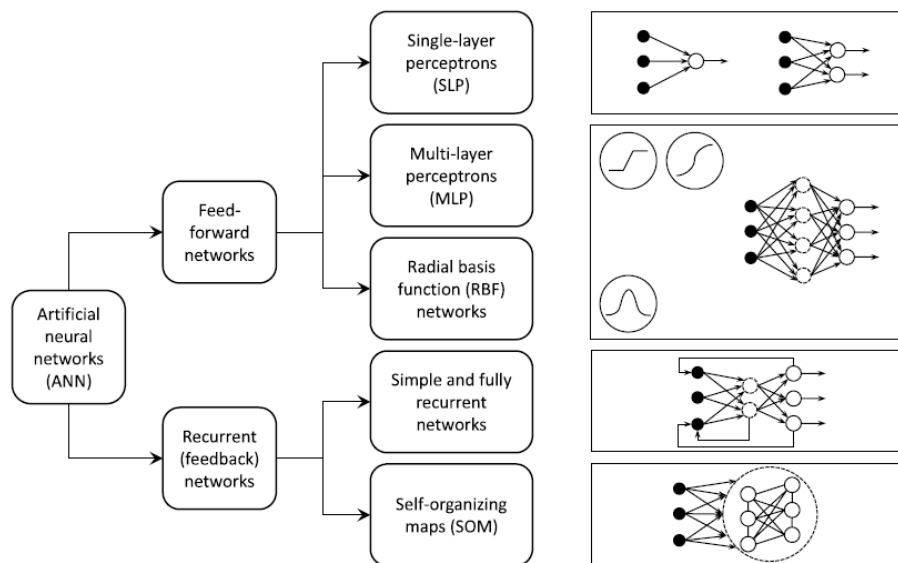 Artificial
neural
networks
(ANN)
Feed-
forward
networks
Single-layer
perceptrons
(SLP)
Multi-layer
perceptrons
(MLP)
Radial basis
function (RBF)
networks
Recurrent
(feedback)
networks
Simple and fully
recurrent
networks
Self-organizing
maps (SOM)